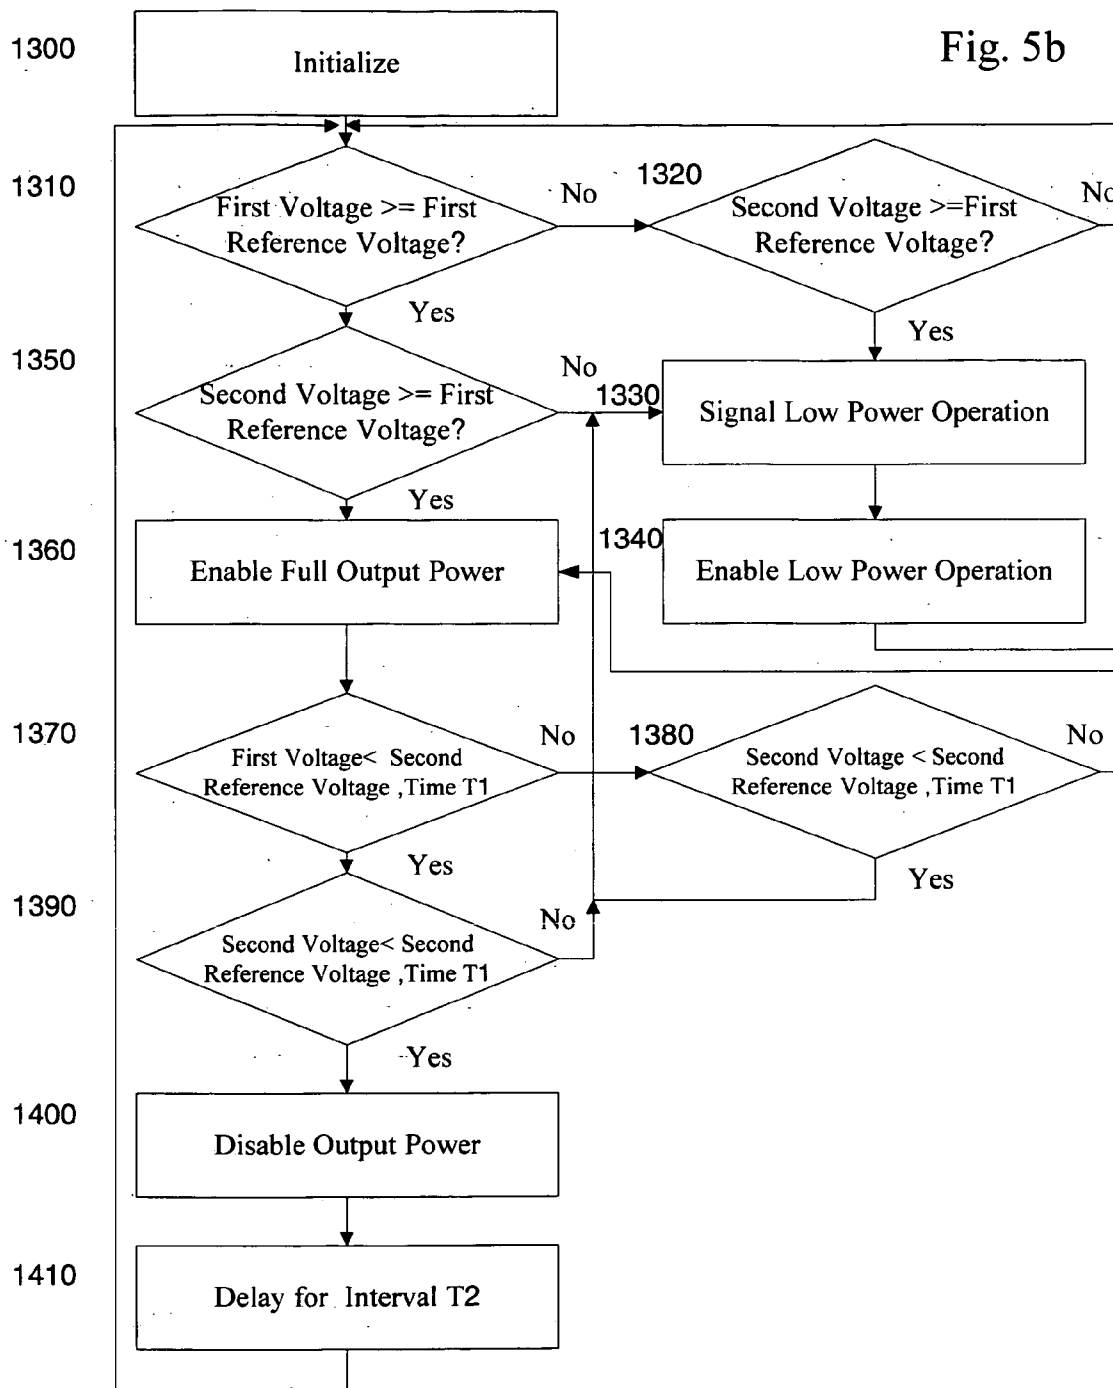 Fig. 5b
1300
Initialize
1310
First Voltage >= First
Reference Voltage?
No
1320
Second Voltage >=First
Reference Voltage?
No
Yes
Yes
1350
Second Voltage >= First
Reference Voltage?
No
1330
Signal Low Power Operation
Yes
1360
Enable Full Output Power
1340
Enable Low Power Operation
1370
First Voltage< Second
Reference Voltage ,Time T1
No
1380
Second Voltage < Second
Reference Voltage ,Time T1
No
Yes
Yes
1390
Second Voltage< Second
Reference Voltage ,Time T1
No
Yes
1400
Disable Output Power
1410
Delay for Interval T2